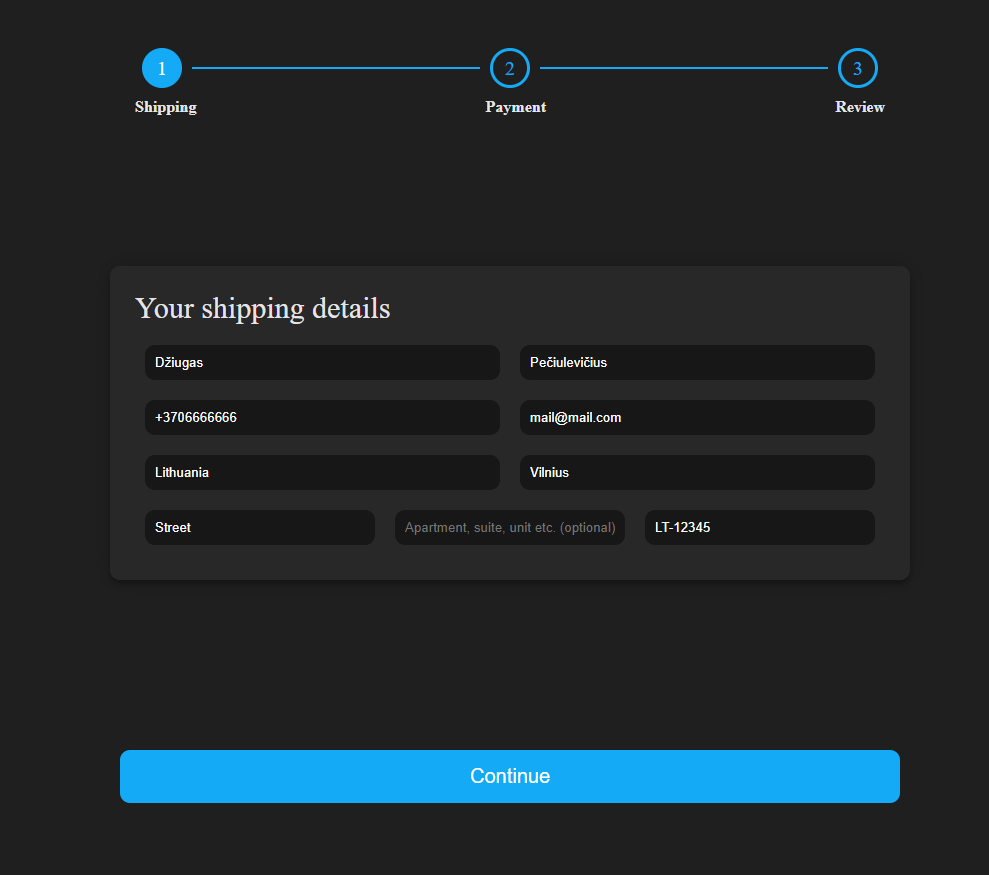 1 2 3
Shipping Payment Review
Your shipping details
Džiugas Pečiulevičius
+3706666666 mail@mail.com
Lithuania Vilnius
Street Apartment, suite, unit etc. (optional) LT-12345
Continue